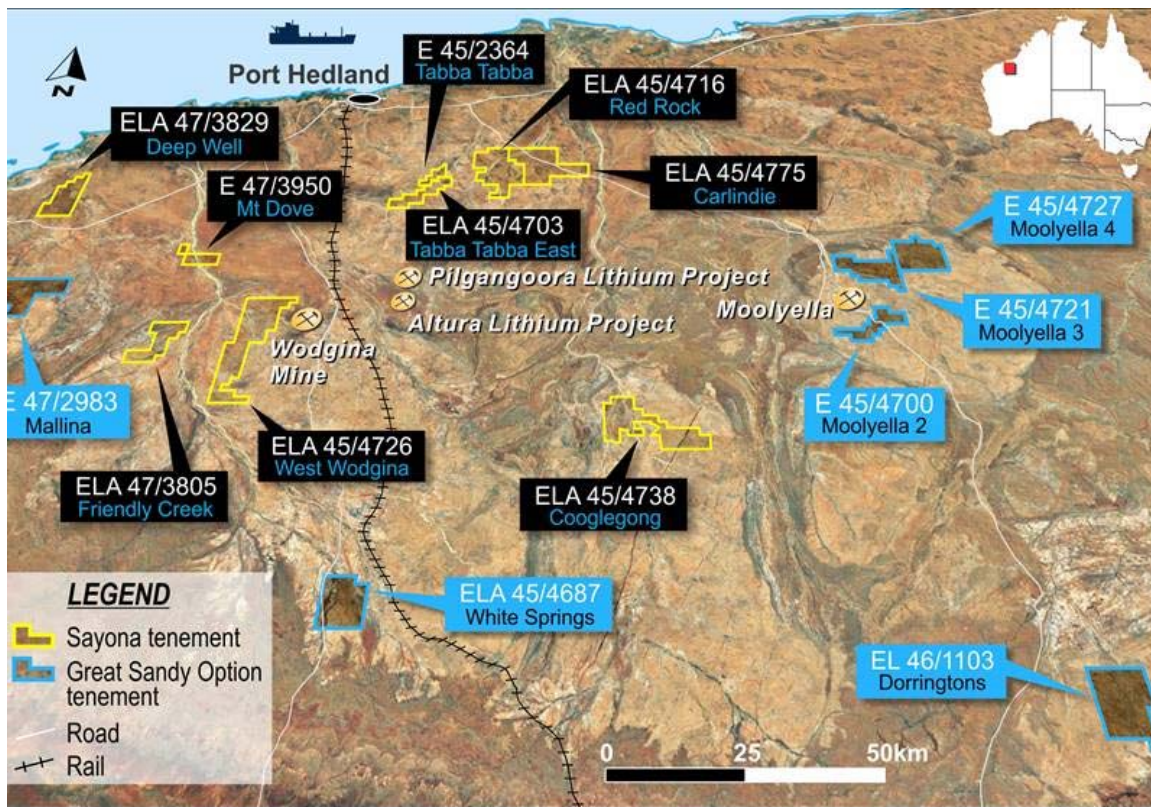 N
Port Hedland
E 45/2364
Tabba Tabba
ELA 45/4716
Red Rock
ELA 47/3829
Deep Well
E 47/3950
Mt Dove
ELA 45/4703
Tabba Tabba East
ELA 45/4775
Carlindie
E 45/4727
Moolyella 4
Pilgangoora Lithium Project
Altura Lithium Project
Moolyella
E 45/4721
Moolyella 3
Wodgina
Mine
E 47/2983
Mallina
E 45/4700
Moolyella 2
ELA 45/4726
West Wodgina
ELA 47/3805
Friendly Creek
ELA 45/4738
Cooglegong
ELA 45/4687
White Springs
EL 46/1103
Dorringtons
LEGEND
Sayona tenement
Great Sandy Option
tenement
Road
Rail
0 25 50km